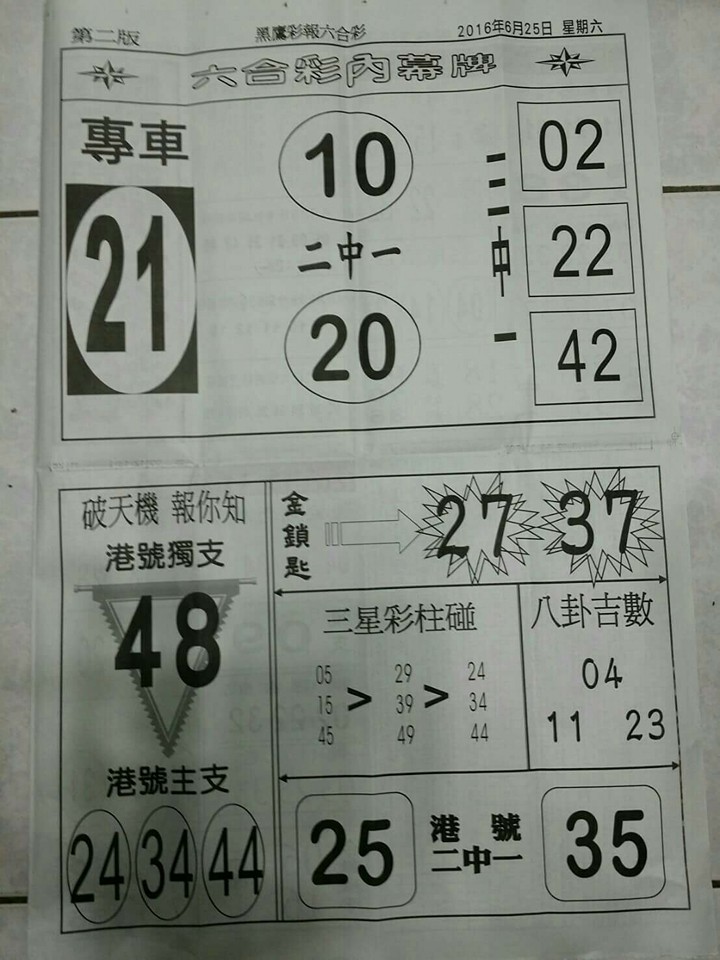 第二版 黑鷹彩報六合彩 2016年6月25日 星期六
六合彩內幕牌
專車
21
10
二中一
20
三中一
02
22
42
破天機 報你知
港號獨支
48
港號主支
24 34 44
金鎖匙
27 37
三星彩柱碰
05 29 24
15 > 39 > 34
45 49 44
八卦吉數
04
11 23
25
港號
二中一
35